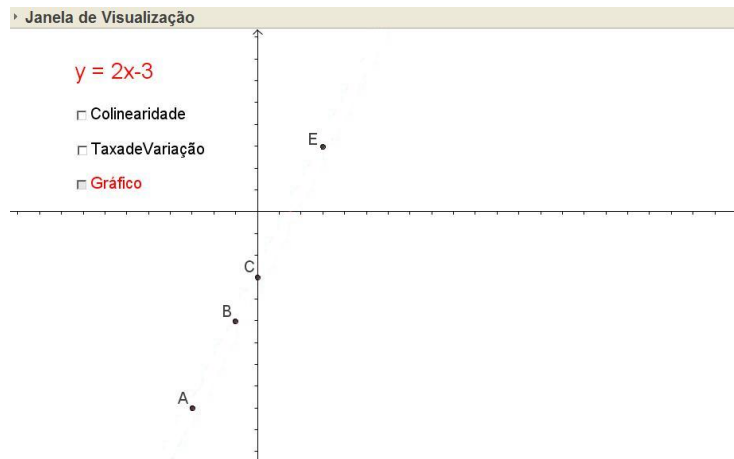 Janela de Visualização
y = 2x-3
Colinearidade
TaxadeVariação
Gráfico
E
C
B
A